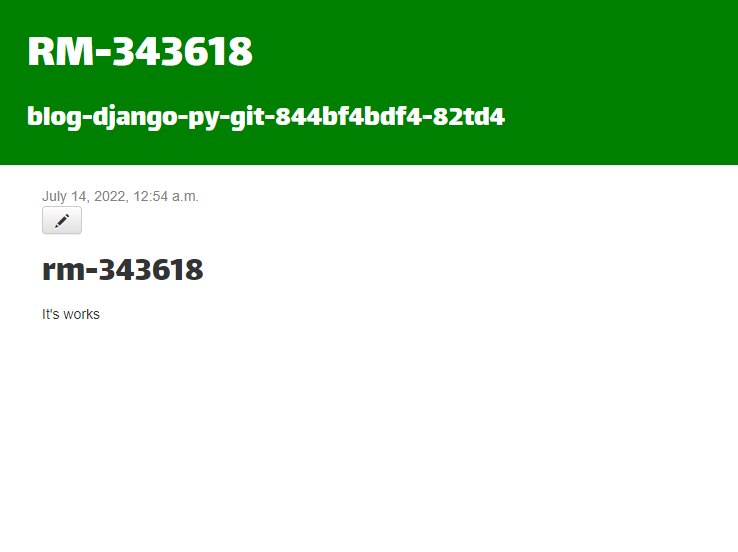 RM-343618
blog-django-py-git-844bf4bdf4-82td4
July 14, 2022, 12:54 a.m.
rm-343618
It's works